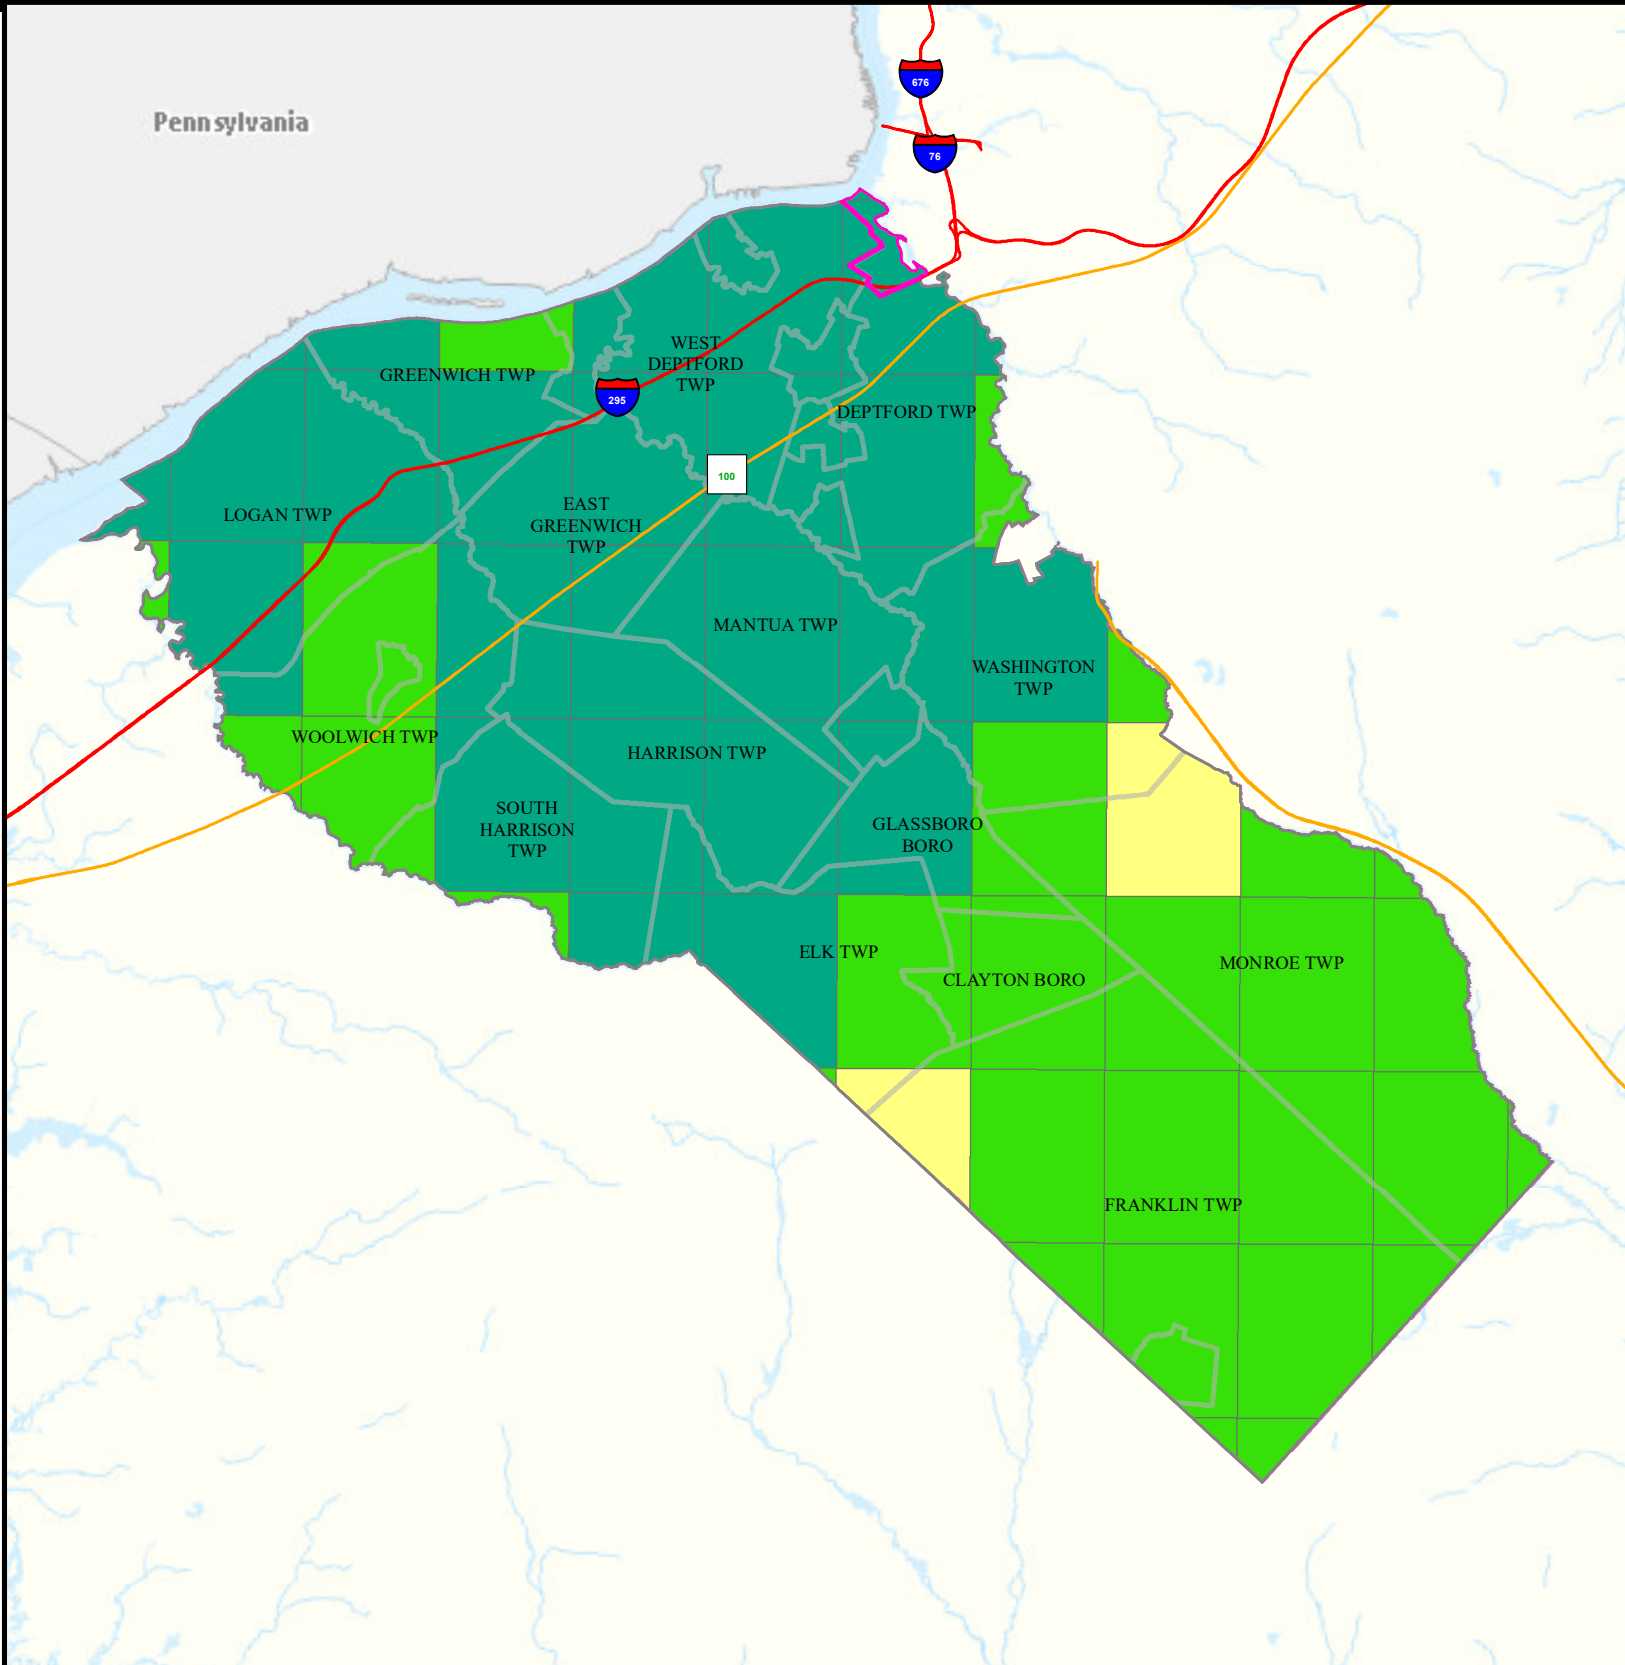 676
Pennsylvania
76
WEST
DEPTFORD
TWP
GREENWICH TWP
295
DEPTFORD TWP
100
LOGAN TWP
EAST
GREENWICH
TWP
MANTUA TWP
WASHINGTON
TWP
WOOLWICH TWP
HARRISON TWP
SOUTH
HARRISON
TWP
GLASSBORO
BORO
ELK TWP
CLAYTON BORO
MONROE TWP
FRANKLIN TWP